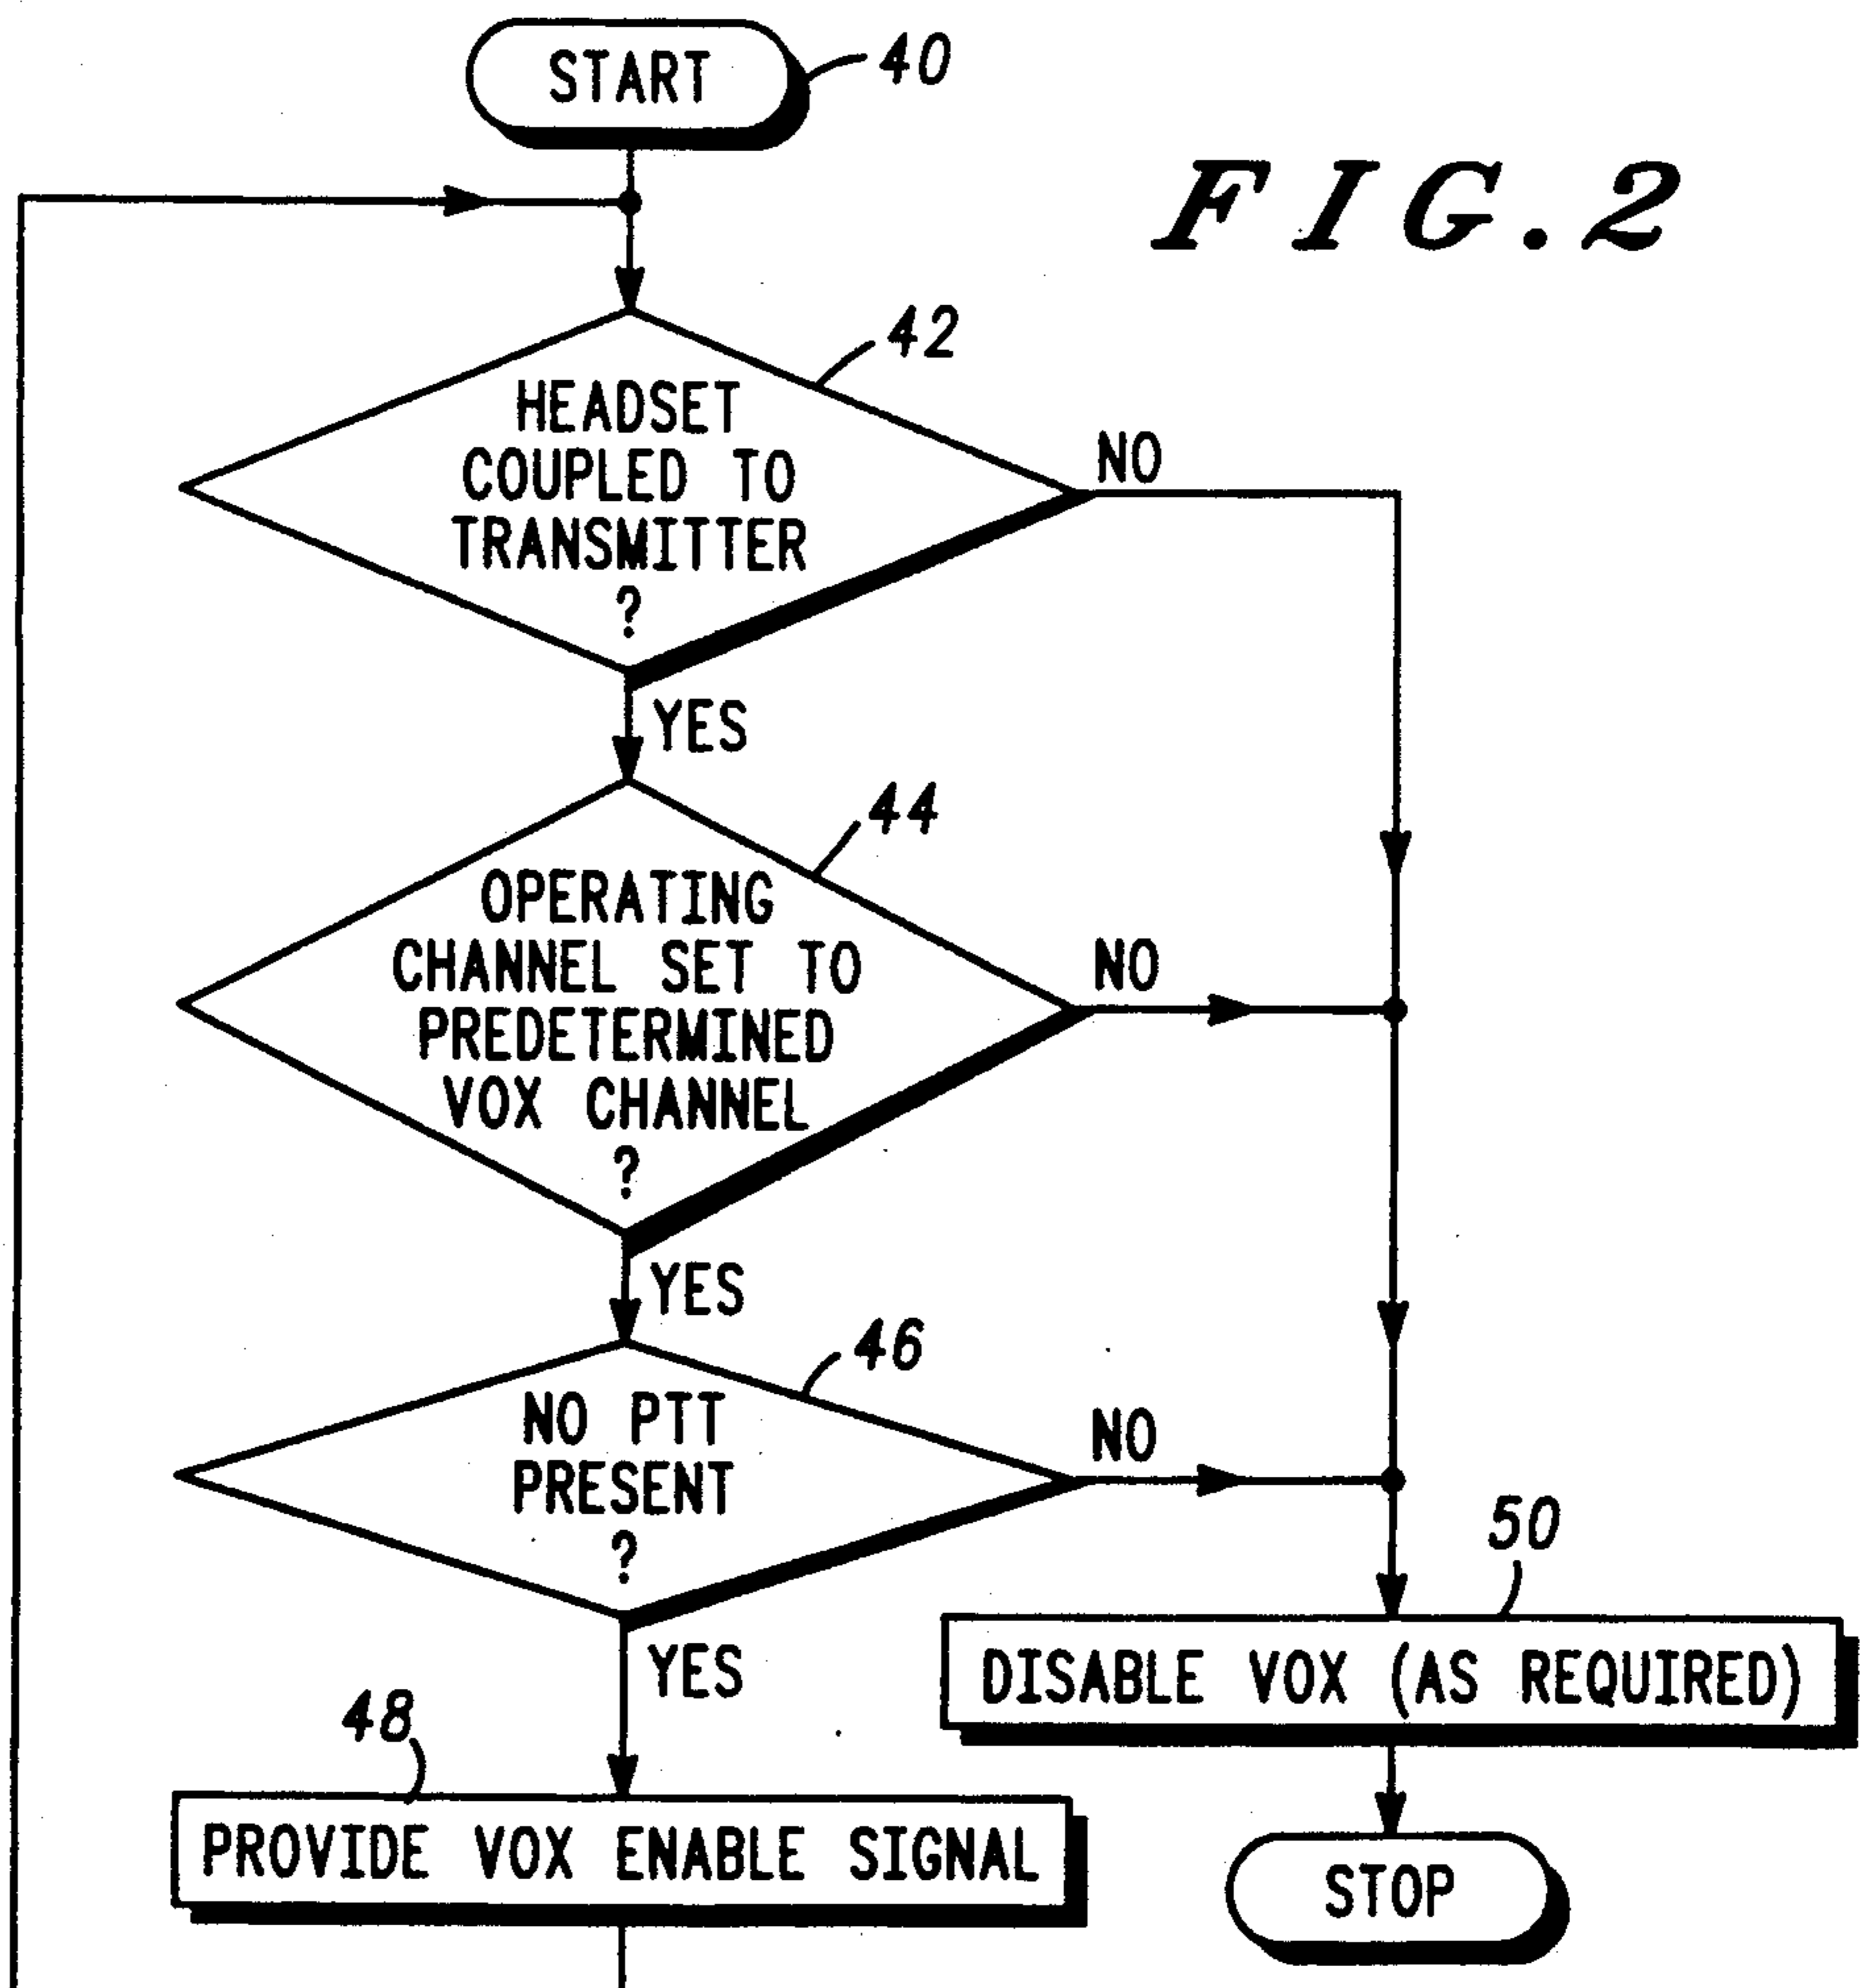 START
40
FIG.2
42
HEADSET
COUPLED TO
TRANSMITTER
?
NO
YES
44
OPERATING
CHANNEL SET TO
PREDETERMINED
VOX CHANNEL
?
NO
YES
46
NO PTT
PRESENT
?
NO
YES
50
DISABLE VOX (AS REQUIRED)
48
PROVIDE VOX ENABLE SIGNAL
STOP